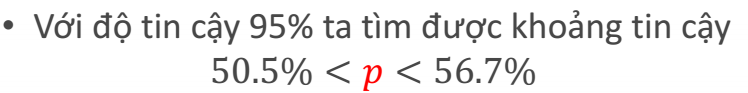 • Với độ tin cậy 95% ta tìm được khoảng tin cậy
50.5% < p < 56.7%